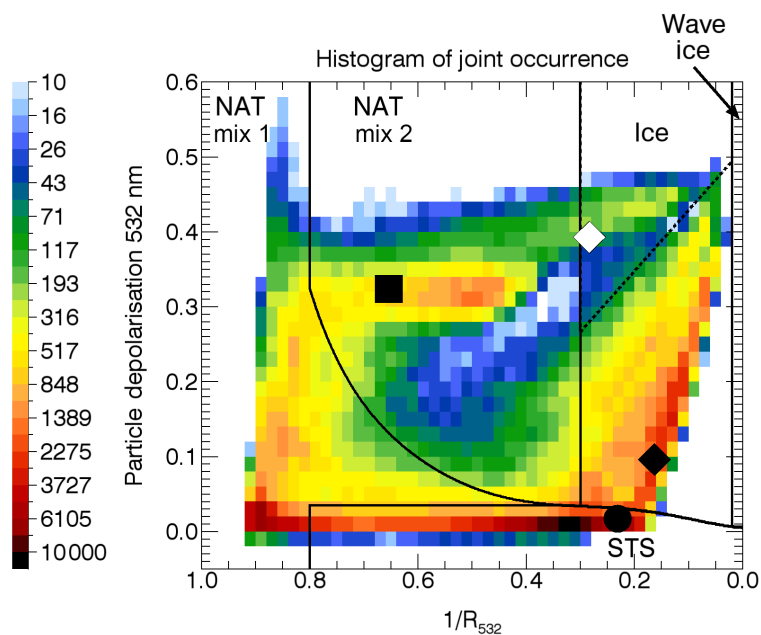 Wave
ice
Histogram of joint occurrence
10
16
26
43
71
117
193
316
517
848
1389
2275
3727
6105
10000
Particle depolarisation 532 nm
0.6
0.5
0.4
0.3
0.2
0.1
0.0
NAT
mix 1
NAT
mix 2
Ice
STS
1.0 0.8 0.6 0.4 0.2 0.0
1/R532